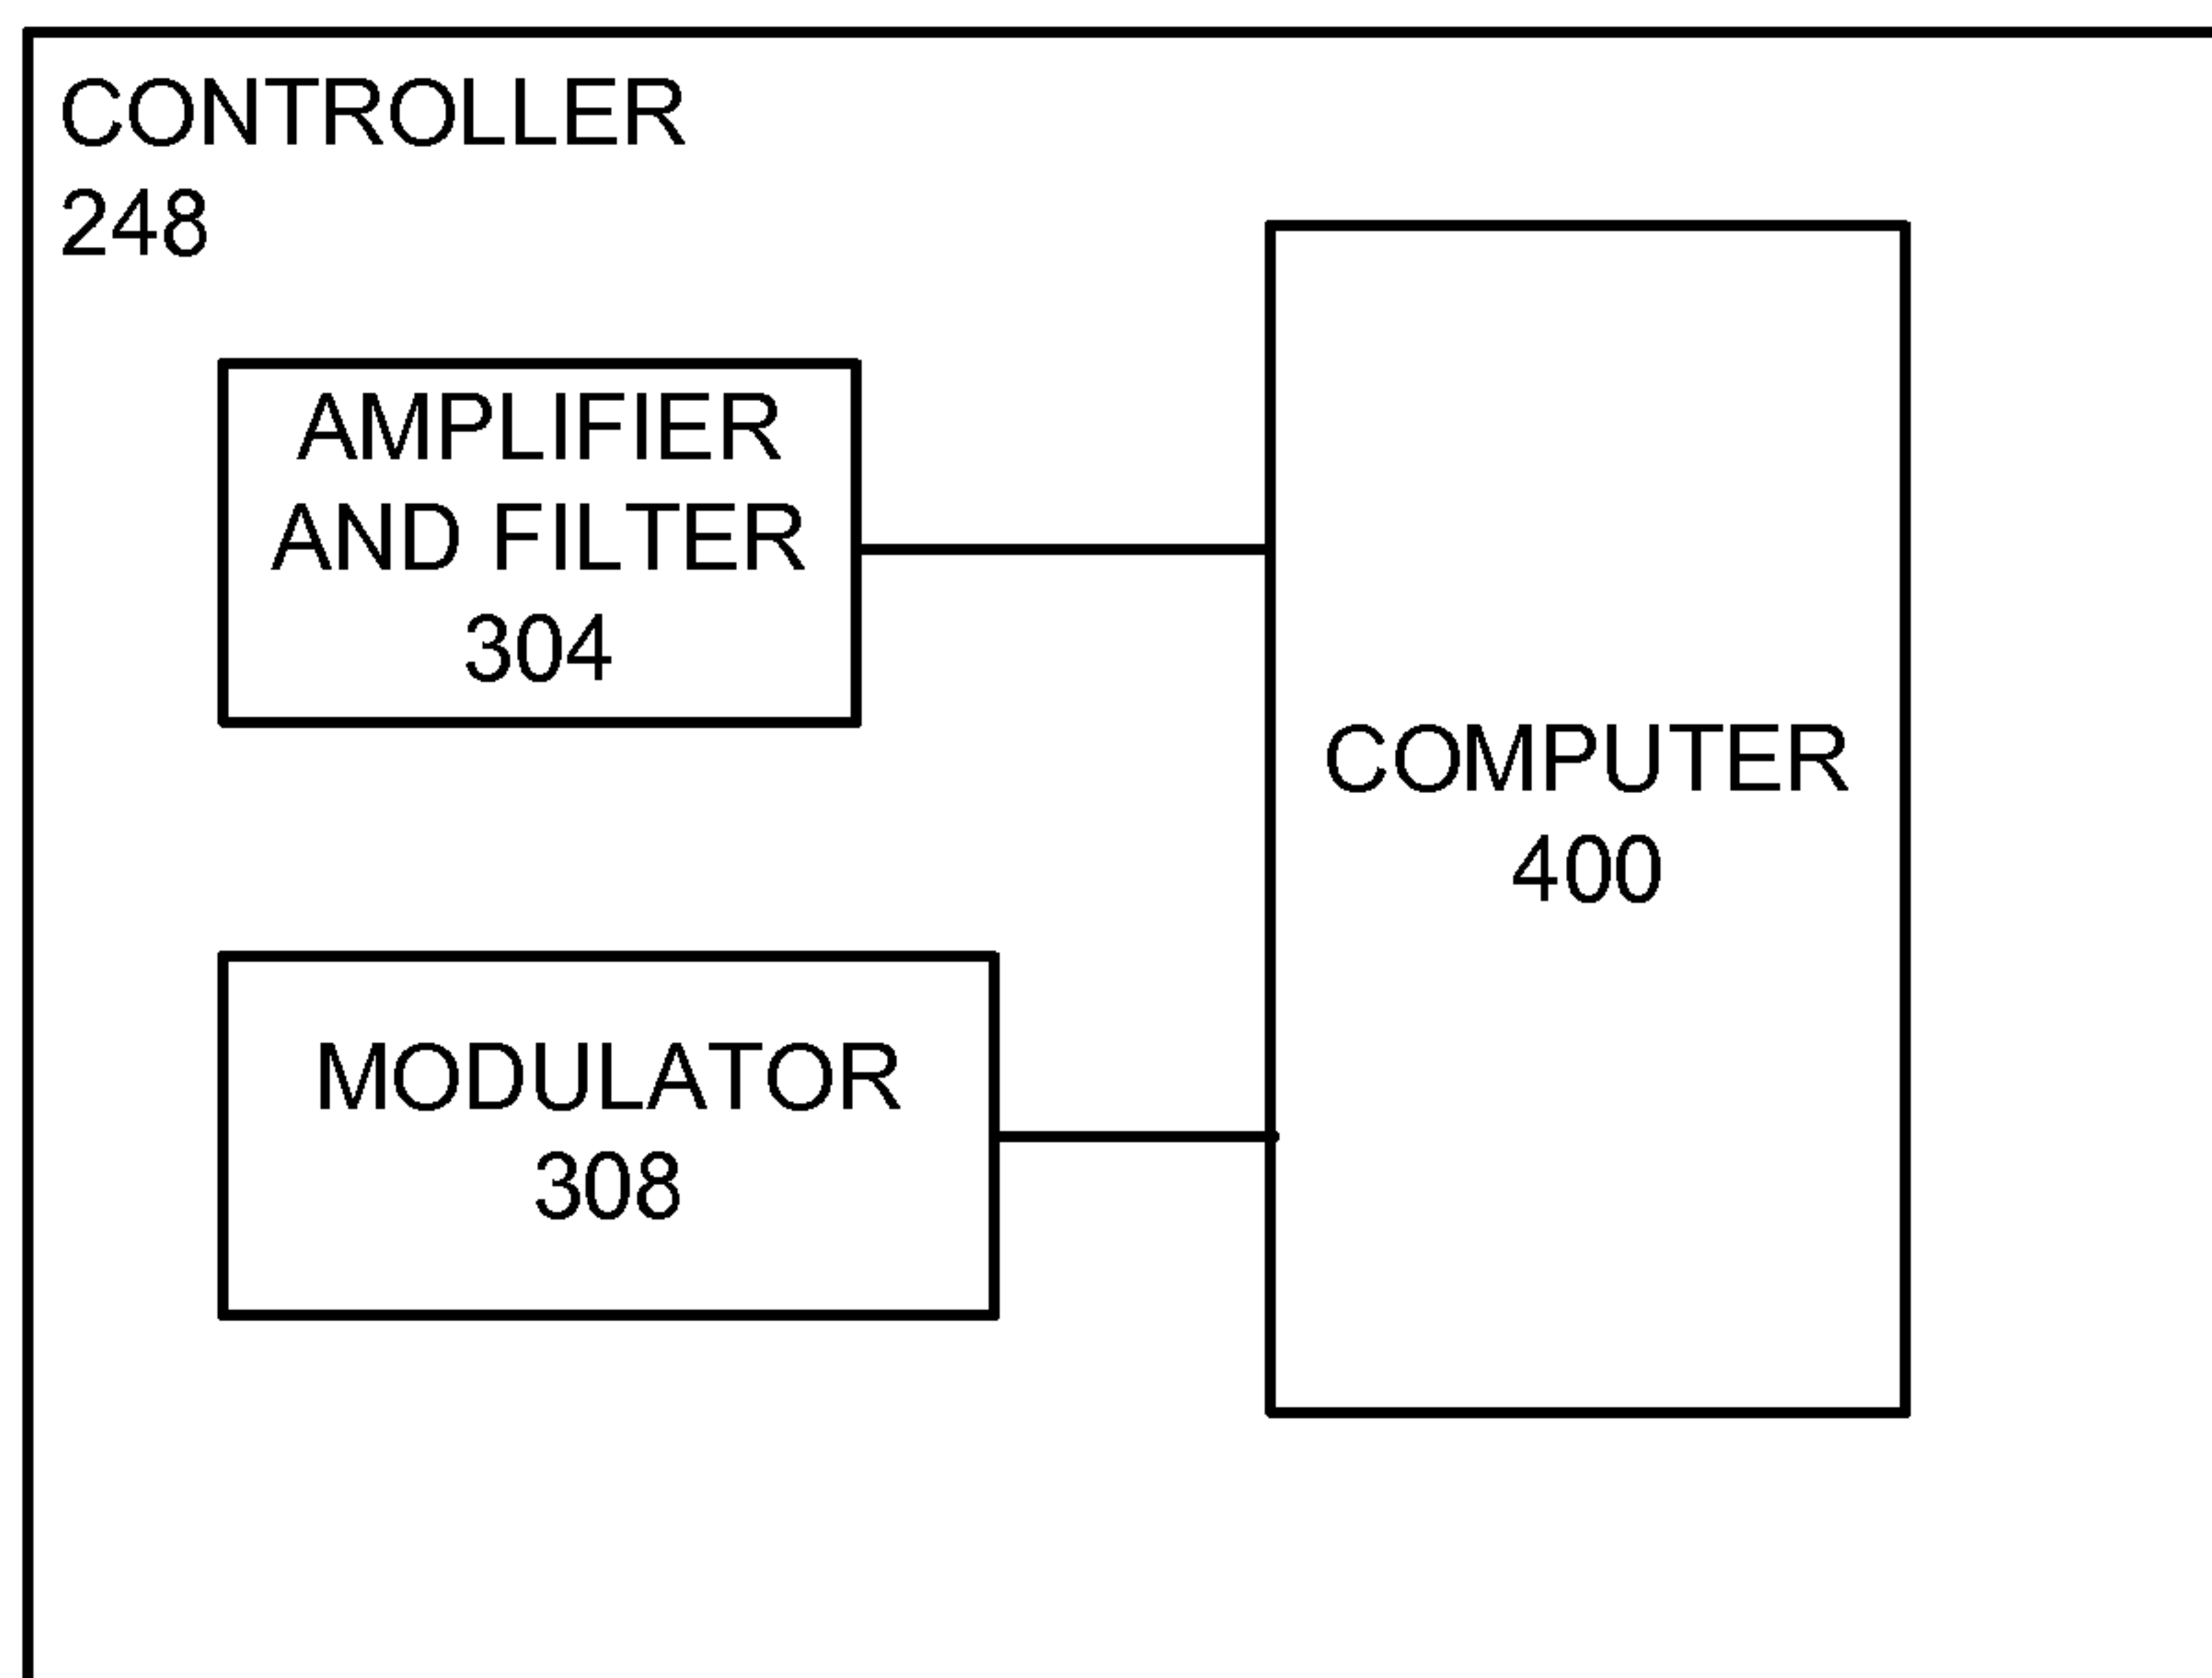 CONTROLLER
248
AMPLIFIER
AND FILTER
304
COMPUTER
400
MODULATOR
308